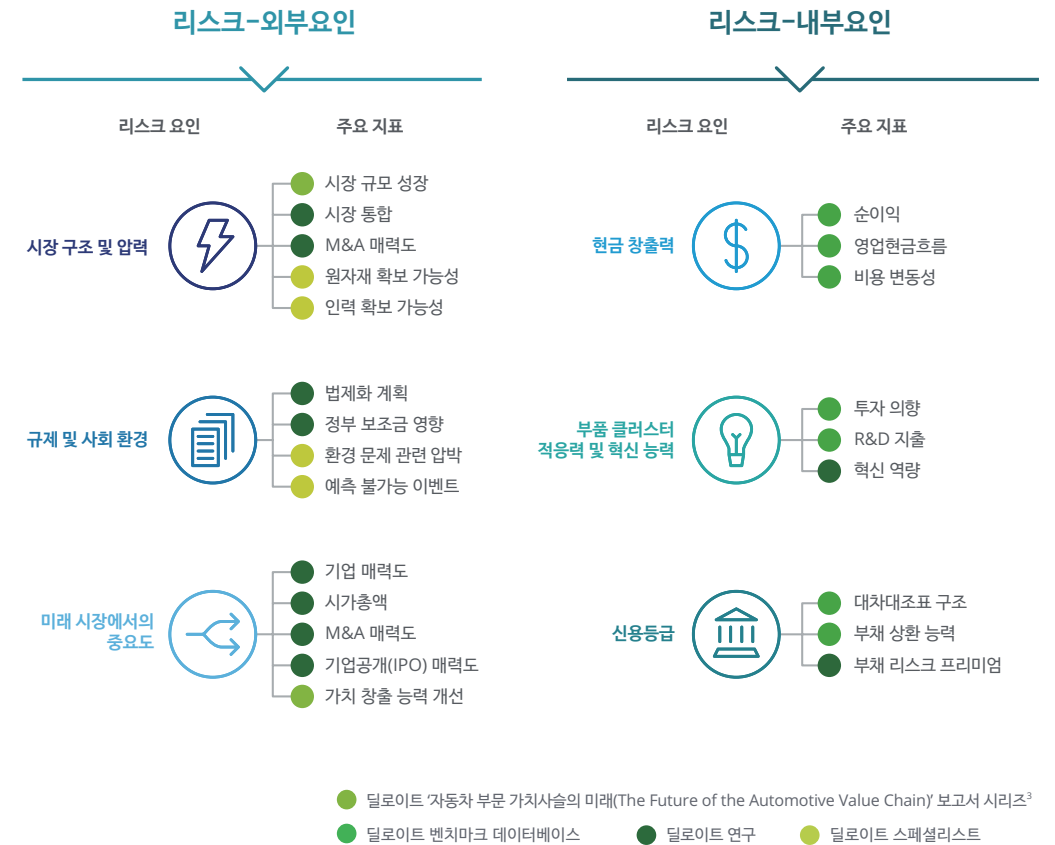 리스크-외부요인
리스크 요인
주요 지표
시장 구조 및 압력
시장 규모 성장
시장 통합
M&A 매력도
원자재 확보 가능성
인력 확보 가능성
규제 및 사회 환경
법제화 계획
정부 보조금 영향
환경 문제 관련 압박
예측 불가능 이벤트
미래 시장에서의
중요도
기업 매력도
시가총액
M&A 매력도
기업공개(IPO) 매력도
가치 창출 능력 개선
리스크-내부요인
리스크 요인
주요 지표
현금 창출력
순이익
영업현금흐름
비용 변동성
부품 클러스터
적응력 및 혁신 능력
투자 의향
R&D 지출
혁신 역량
신용등급
대차대조표 구조
부채 상환 능력
부채 리스크 프리미엄
딜로이트 ‘자동차 부문 가치사슬의 미래(The Future of the Automotive Value Chain)’ 보고서 시리즈3
딜로이트 벤치마크 데이터베이스
딜로이트 연구
딜로이트 스페셜리스트